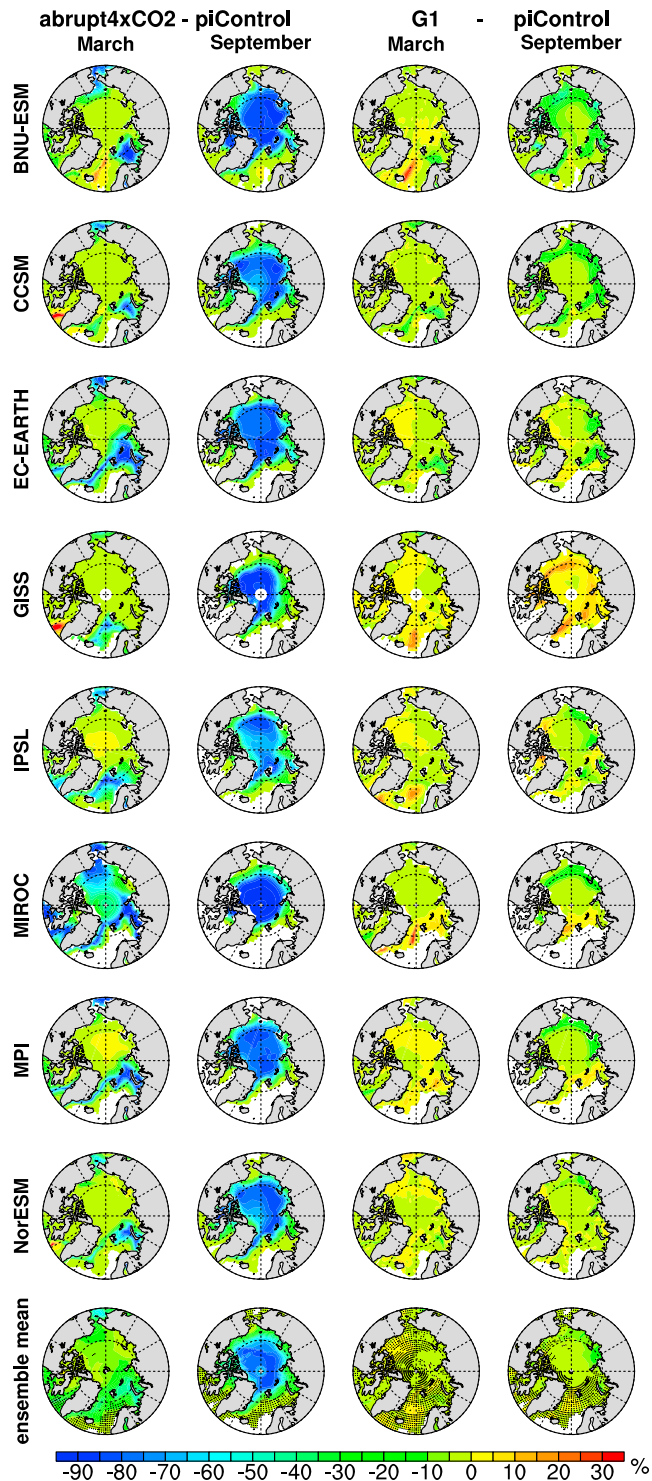 abrupt4xCO2 - piControl G1 - piControl
March September March September
BNU-ESM
CCSM
EC-EARTH
GISS
IPSL
MIROC
MPI
NorESM
ensemble mean
-90 -80 -70 -60 -50 -40 -30 -20 -10 0 10 20 30 %